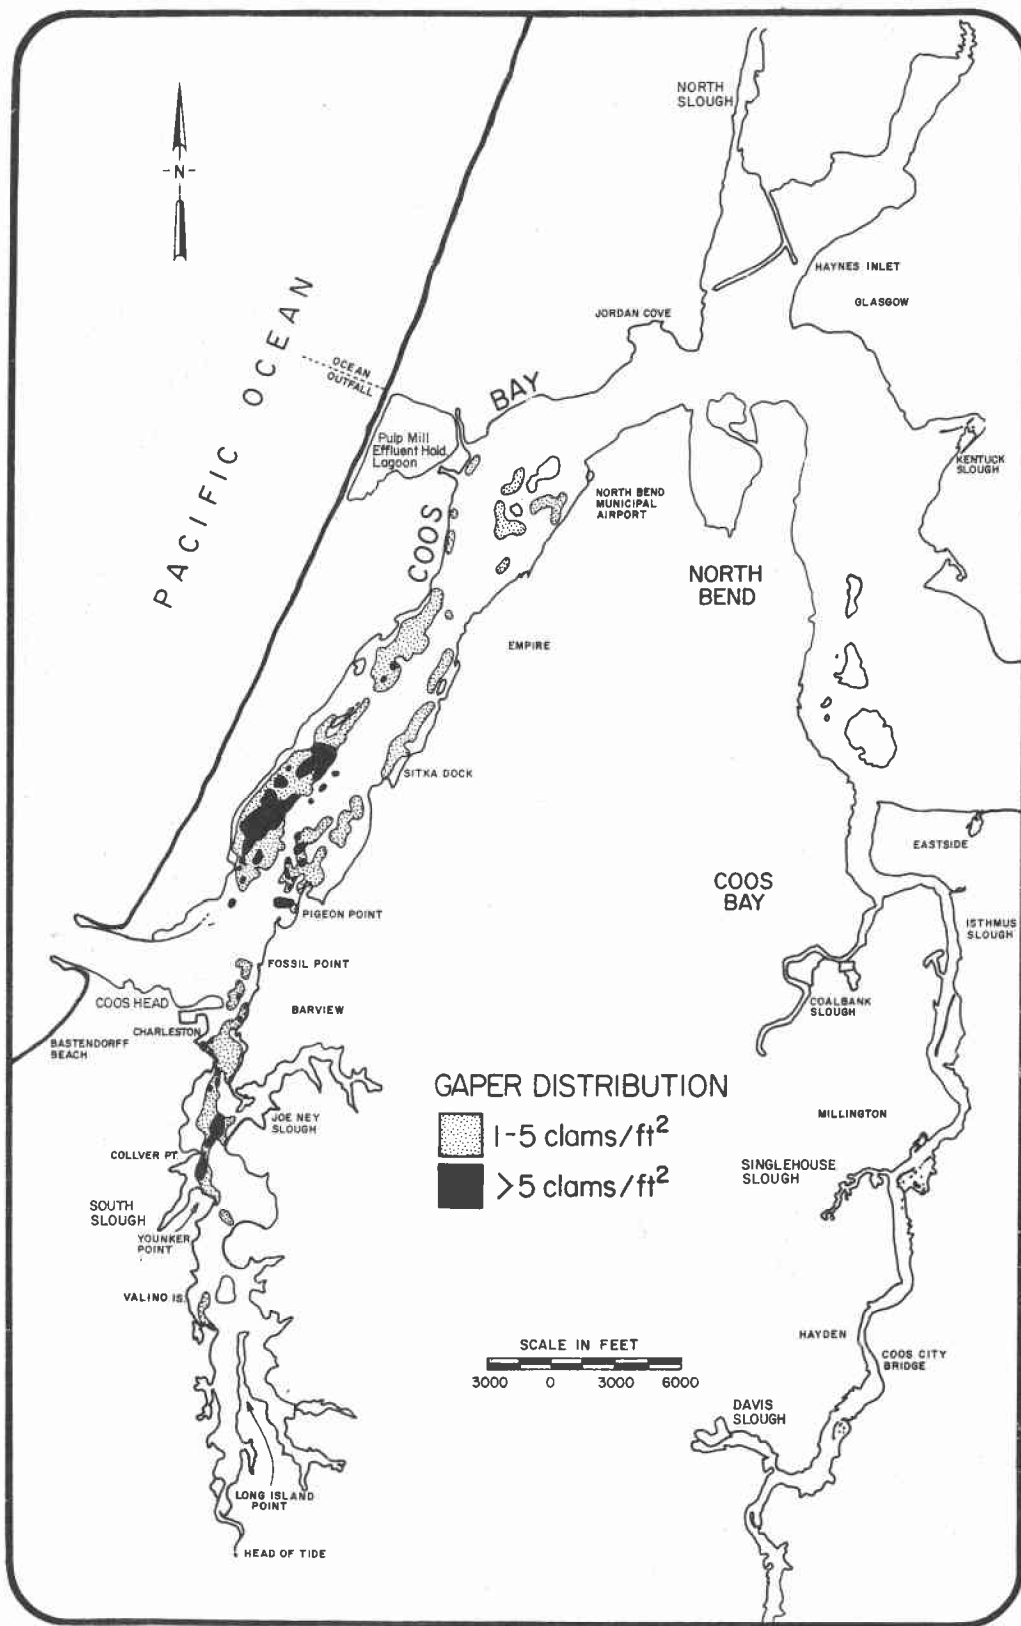 NORTH
SLOUGH
-N-
HAYNES INLET
GLASGOW
JORDAN COVE
PACIFIC OCEAN
OCEAN
OUTFALL
COOS BAY
Pulp Mill
Effluent Hold.
Lagoon
KENTUCK
SLOUGH
NORTH BEND
MUNICIPAL
AIRPORT
NORTH
BEND
EMPIRE
SITKA DOCK
EASTSIDE
COOS
BAY
PIGEON POINT
ISTHMUS
SLOUGH
FOSSIL POINT
COOS HEAD
BARVIEW
COALBANK
SLOUGH
CHARLESTON
BASTENDORFF
BEACH
GAPER DISTRIBUTION
1-5 clams/ft²
>5 clams/ft²
JOE NEY
SLOUGH
MILLINGTON
COLLVER PT.
SINGLEHOUSE
SLOUGH
SOUTH
SLOUGH
YOUNKER
POINT
VALINO IS.
HAYDEN
COOS CITY
BRIDGE
SCALE IN FEET
3000 0 3000 6000
DAVIS
SLOUGH
LONG ISLAND
POINT
HEAD OF TIDE